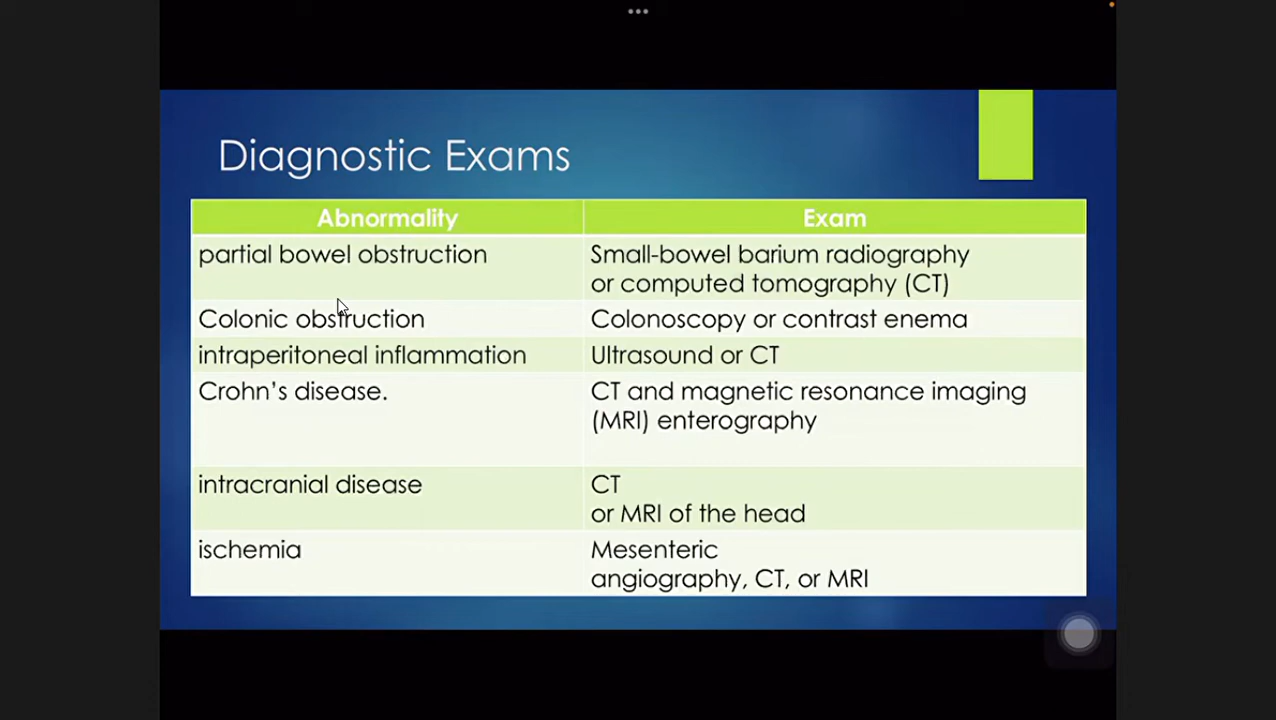 Diagnostic Exams
Abnormality
Exam
partial bowel obstruction
Small-bowel barium radiography
or computed tomography (CT)
Colonic obstruction
Colonoscopy or contrast enema
intraperitoneal inflammation
Ultrasound or CT
Crohn’s disease.
CT and magnetic resonance imaging
(MRI) enterography
intracranial disease
CT
or MRI of the head
ischemia
Mesenteric
angiography, CT, or MRI